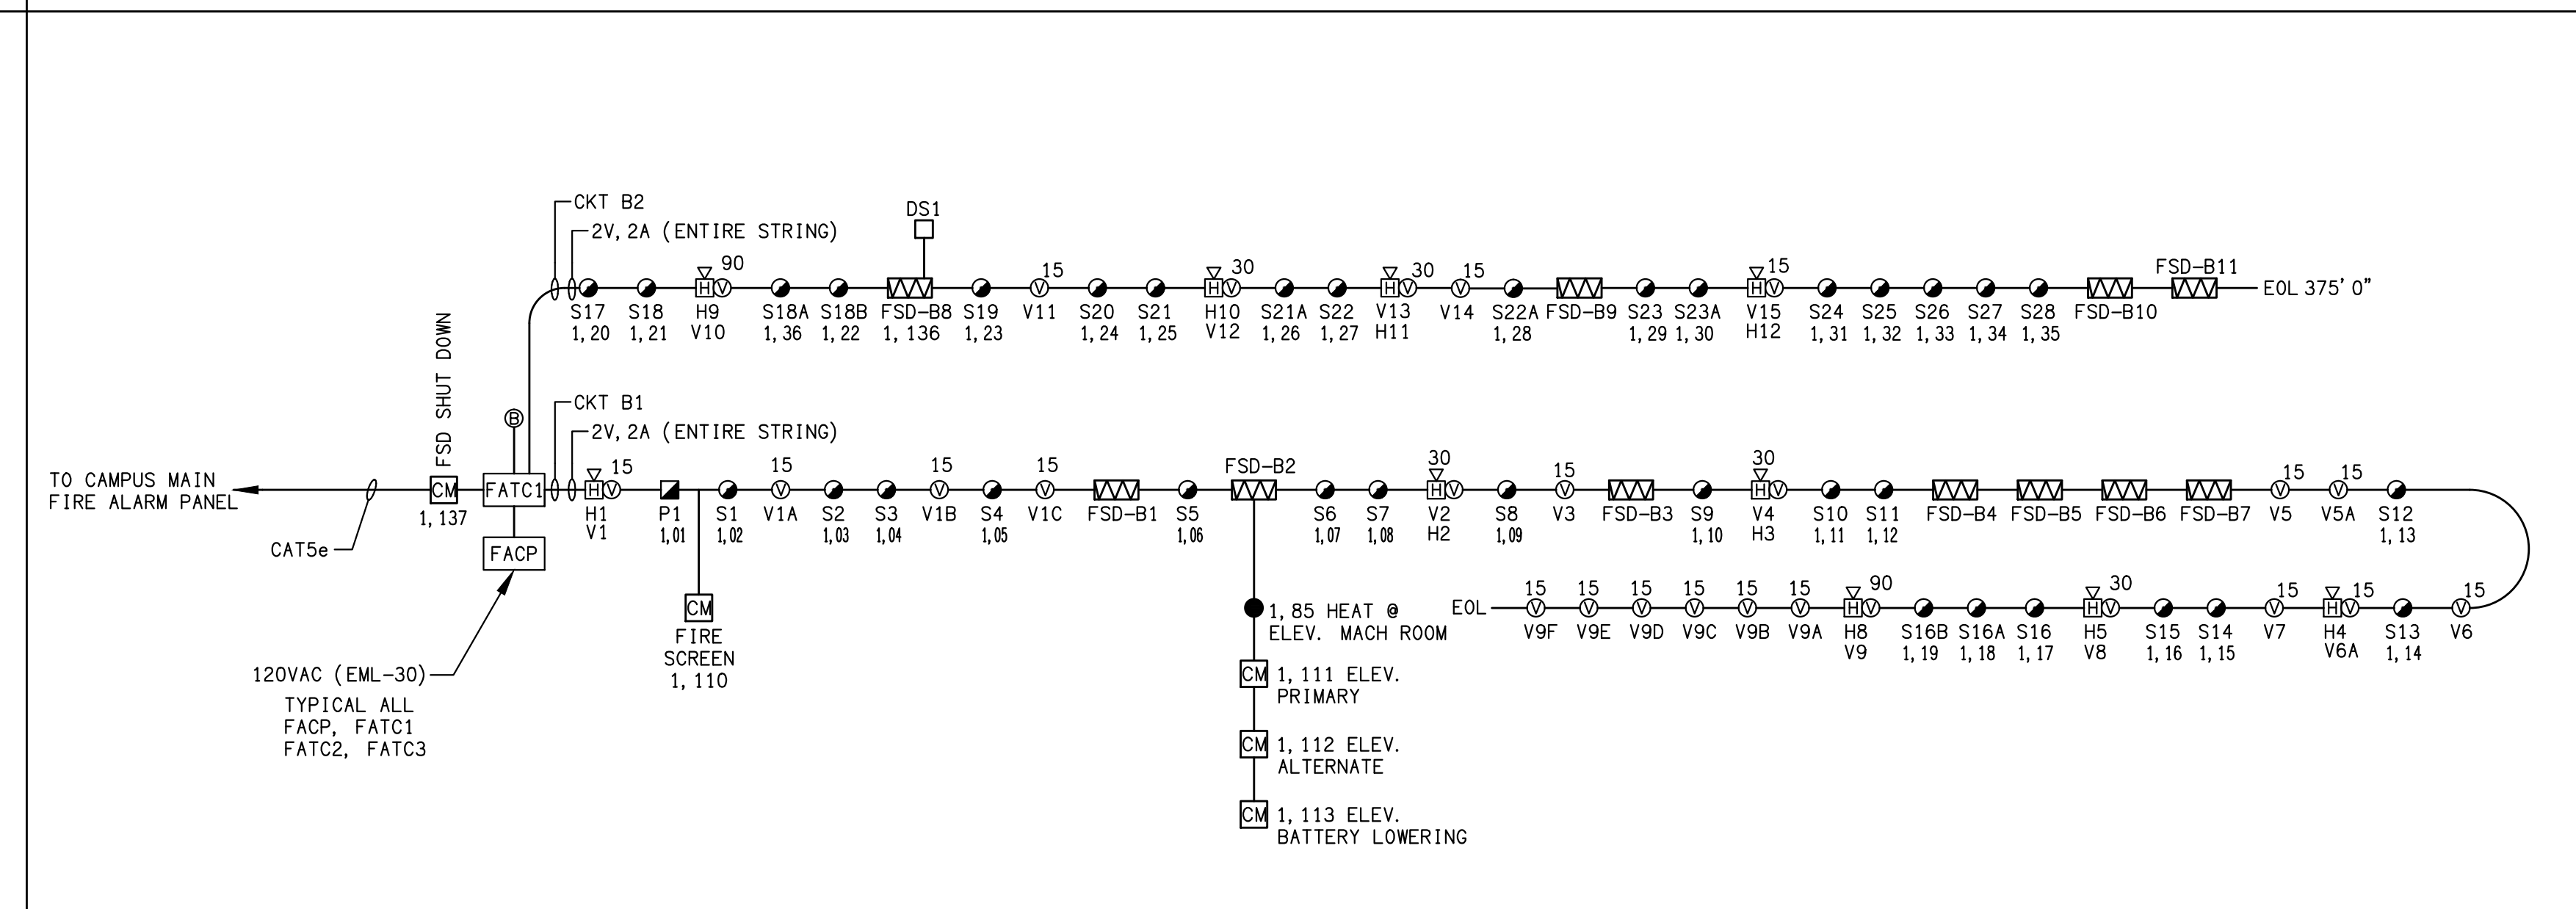 CKT B2
2V, 2A (ENTIRE STRING)
DS1
90
15
30
30
15
15
FSD-B11
S17
1, 20
S18
1, 21
H
V
H9
V10
S18A
1, 36
S18B
1, 22
FSD-B8
1, 136
S19
1, 23
V
V11
S20
1, 24
S21
1, 25
H
V
H10
V12
S21A
1, 26
S22
1, 27
H
V
V13
H11
V
V14
S22A
1, 28
FSD-B9
S23
1, 29
S23A
1, 30
H
V
V15
H12
S24
1, 31
S25
1, 32
S26
1, 33
S27
1, 34
S28
1, 35
FSD-B10
EOL 375' 0"
FSD SHUT DOWN
B
CKT B1
2V, 2A (ENTIRE STRING)
TO CAMPUS MAIN
FIRE ALARM PANEL
CAT5e
CM
1, 137
FATC1
FACP
120VAC (EML-30)
TYPICAL ALL
FACP, FATC1
FATC2, FATC3
15
H
V
H1
V1
P1
1, 01
CM
FIRE
SCREEN
1, 110
S1
1, 02
15
V
V1A
S2
1, 03
S3
1, 04
15
V
V1B
S4
1, 05
15
V
V1C
FSD-B1
S5
1, 06
FSD-B2
1, 85 HEAT @
ELEV. MACH ROOM
CM
1, 111 ELEV.
PRIMARY
CM
1, 112 ELEV.
ALTERNATE
CM
1, 113 ELEV.
BATTERY LOWERING
S6
1, 07
S7
1, 08
30
H
V
V2
H2
S8
1, 09
15
V
V3
FSD-B3
S9
1, 10
30
H
V
V4
H3
S10
1, 11
S11
1, 12
FSD-B4
FSD-B5
FSD-B6
FSD-B7
15
V
V5
15
V
V5A
S12
1, 13
EOL
15
V
V9F
15
V
V9E
15
V
V9D
15
V
V9C
15
V
V9B
15
V
V9A
90
H
V
H8
V9
S16B
1, 19
S16A
1, 18
S16
1, 17
30
H
V
H5
V8
S15
1, 16
S14
1, 15
15
V
V7
15
H
V
H4
V6A
S13
1, 14
15
V
V6